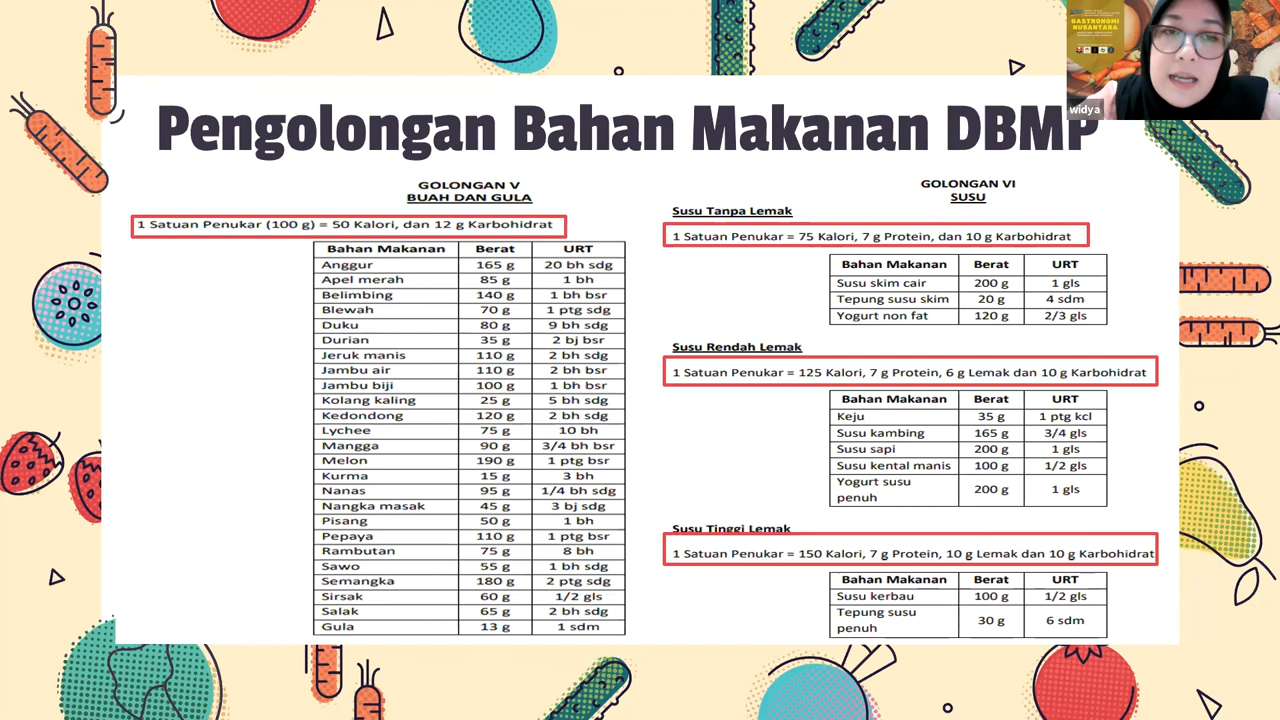 GASTRONOMI
NUSANTARA
widya
Pengolongan Bahan Makanan DBMP
GOLONGAN V
BUAH DAN GULA
1 Satuan Penukar (100 g) = 50 Kalori, dan 12 g Karbohidrat
Bahan Makanan Berat URT
Anggur 165 g 20 bh sdg
Apel merah 85 g 1 bh
Belimbing 140 g 1 bh bsr
Blewah 70 g 1 ptg sdg
Duku 80 g 9 bh sdg
Durian 35 g 2 bj bsr
Jeruk manis 110 g 2 bh sdg
Jambu air 110 g 2 bh bsr
Jambu biji 100 g 1 bh bsr
Kolang kaling 25 g 5 bh sdg
Kedondong 120 g 2 bh sdg
Lychee 75 g 10 bh
Mangga 90 g 3/4 bh bsr
Melon 190 g 1 ptg bsr
Kurma 15 g 3 bh
Nanas 95 g 1/4 bh sdg
Nangka masak 45 g 3 bj sdg
Pisang 50 g 1 bh
Pepaya 110 g 1 ptg bsr
Rambutan 75 g 8 bh
Sawo 55 g 1 bh sdg
Semangka 180 g 2 ptg sdg
Sirsak 60 g 1/2 gls
Salak 65 g 2 bh sdg
Gula 13 g 1 sdm
GOLONGAN VI
SUSU
Susu Tanpa Lemak
1 Satuan Penukar = 75 Kalori, 7 g Protein, dan 10 g Karbohidrat
Bahan Makanan Berat URT
Susu skim cair 200 g 1 gls
Tepung susu skim 20 g 4 sdm
Yogurt non fat 120 g 2/3 gls
Susu Rendah Lemak
1 Satuan Penukar = 125 Kalori, 7 g Protein, 6 g Lemak dan 10 g Karbohidrat
Bahan Makanan Berat URT
Keju 35 g 1 ptg kcl
Susu kambing 165 g 3/4 gls
Susu sapi 200 g 1 gls
Susu kental manis 100 g 1/2 gls
Yogurt susu
penuh 200 g 1 gls
Susu Tinggi Lemak
1 Satuan Penukar = 150 Kalori, 7 g Protein, 10 g Lemak dan 10 g Karbohidrat
Bahan Makanan Berat URT
Susu kerbau 100 g 1/2 gls
Tepung susu
penuh 30 g 6 sdm